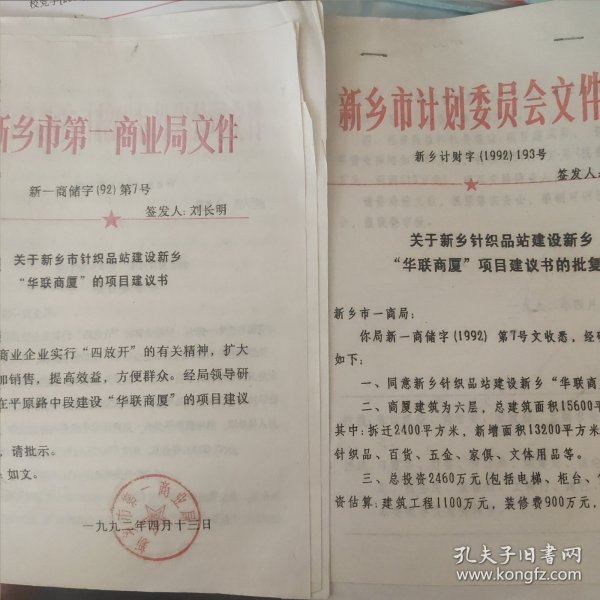 新乡市第一商业局文件
新一商储字(92)第7号
签发人:刘长明
关于新乡市针织品站建设新乡
“华联商厦”的项目建议书
商业企业实行“四放开”的有关精神，扩大
加销售，提高效益，方便群众。经局领导研
在平原路中段建设“华联商厦”的项目建议
，请批示。
如文。
一九九二年四月十三日
新乡市第一商业局
新乡市计划委员会文件
新乡计财字(1992)193号
签发人:
关于新乡针织品站建设新乡
“华联商厦”项目建议书的批复
新乡市一商局:
你局新一商储字(1992) 第7号文收悉，经
如下:
一、同意新乡针织品站建设新乡“华联商
二、商厦建筑为六层，总建筑面积15600平
其中:拆迁2400平方米，新增面积13200平方米
针织品、百货、五金、家俱、文体用品等。
三、总投资2460万元(包括电梯、柜台、
资估算:建筑工程1100万元，装修费900万元，
孔夫子旧书网
www.kongfz.com